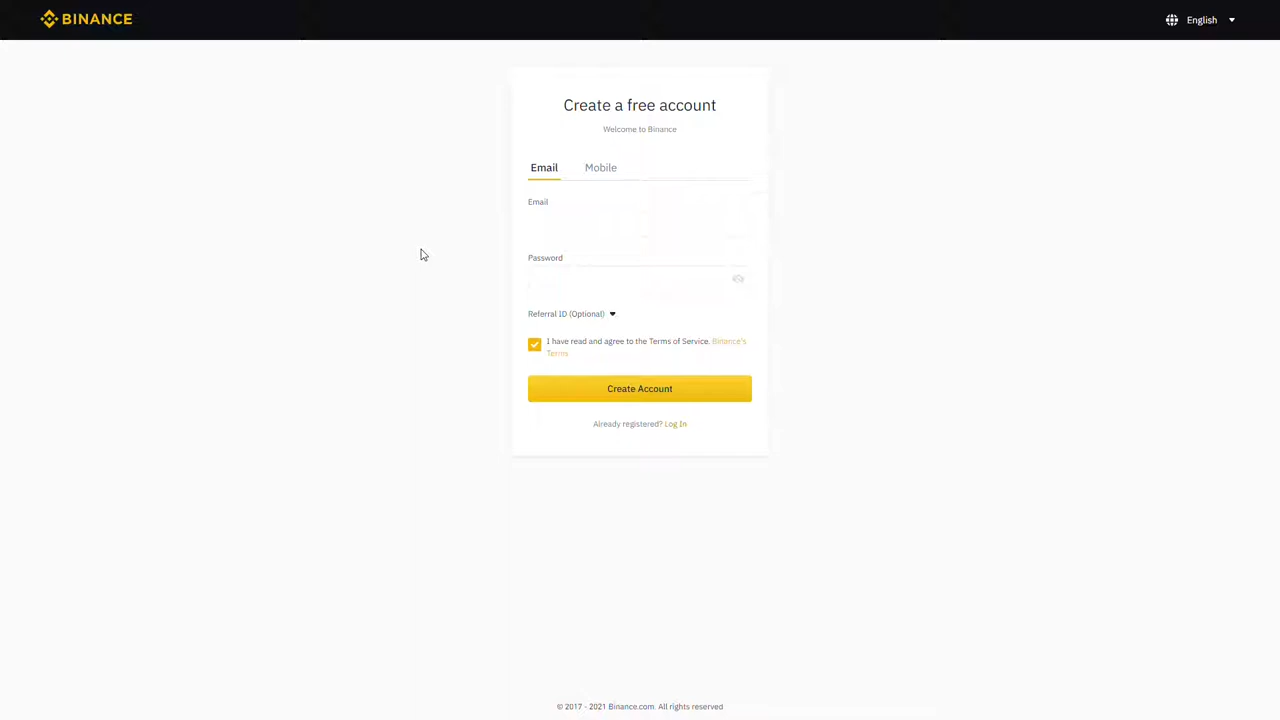 BINANCE
English
Create a free account
Welcome to Binance
Email Mobile
Email
Password
Referral ID (Optional)
I have read and agree to the Terms of Service. Binance's
Terms
Create Account
Already registered? Log In
© 2017 - 2021 Binance.com. All rights reserved